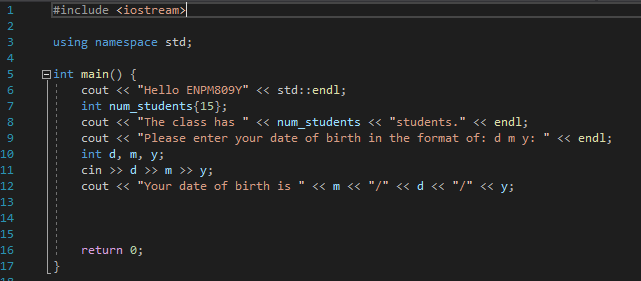 1 #include <iostream>
2
3 using namespace std;
4
5 int main() {
6 cout << "Hello ENPM809Y" << std::endl;
7 int num_students{15};
8 cout << "The class has " << num_students << "students." << endl;
9 cout << "Please enter your date of birth in the format of: d m y: " << endl;
10 int d, m, y;
11 cin >> d >> m >> y;
12 cout << "Your date of birth is " << m << "/" << d << "/" << y;
13
14
15
16 return 0;
17 }
18